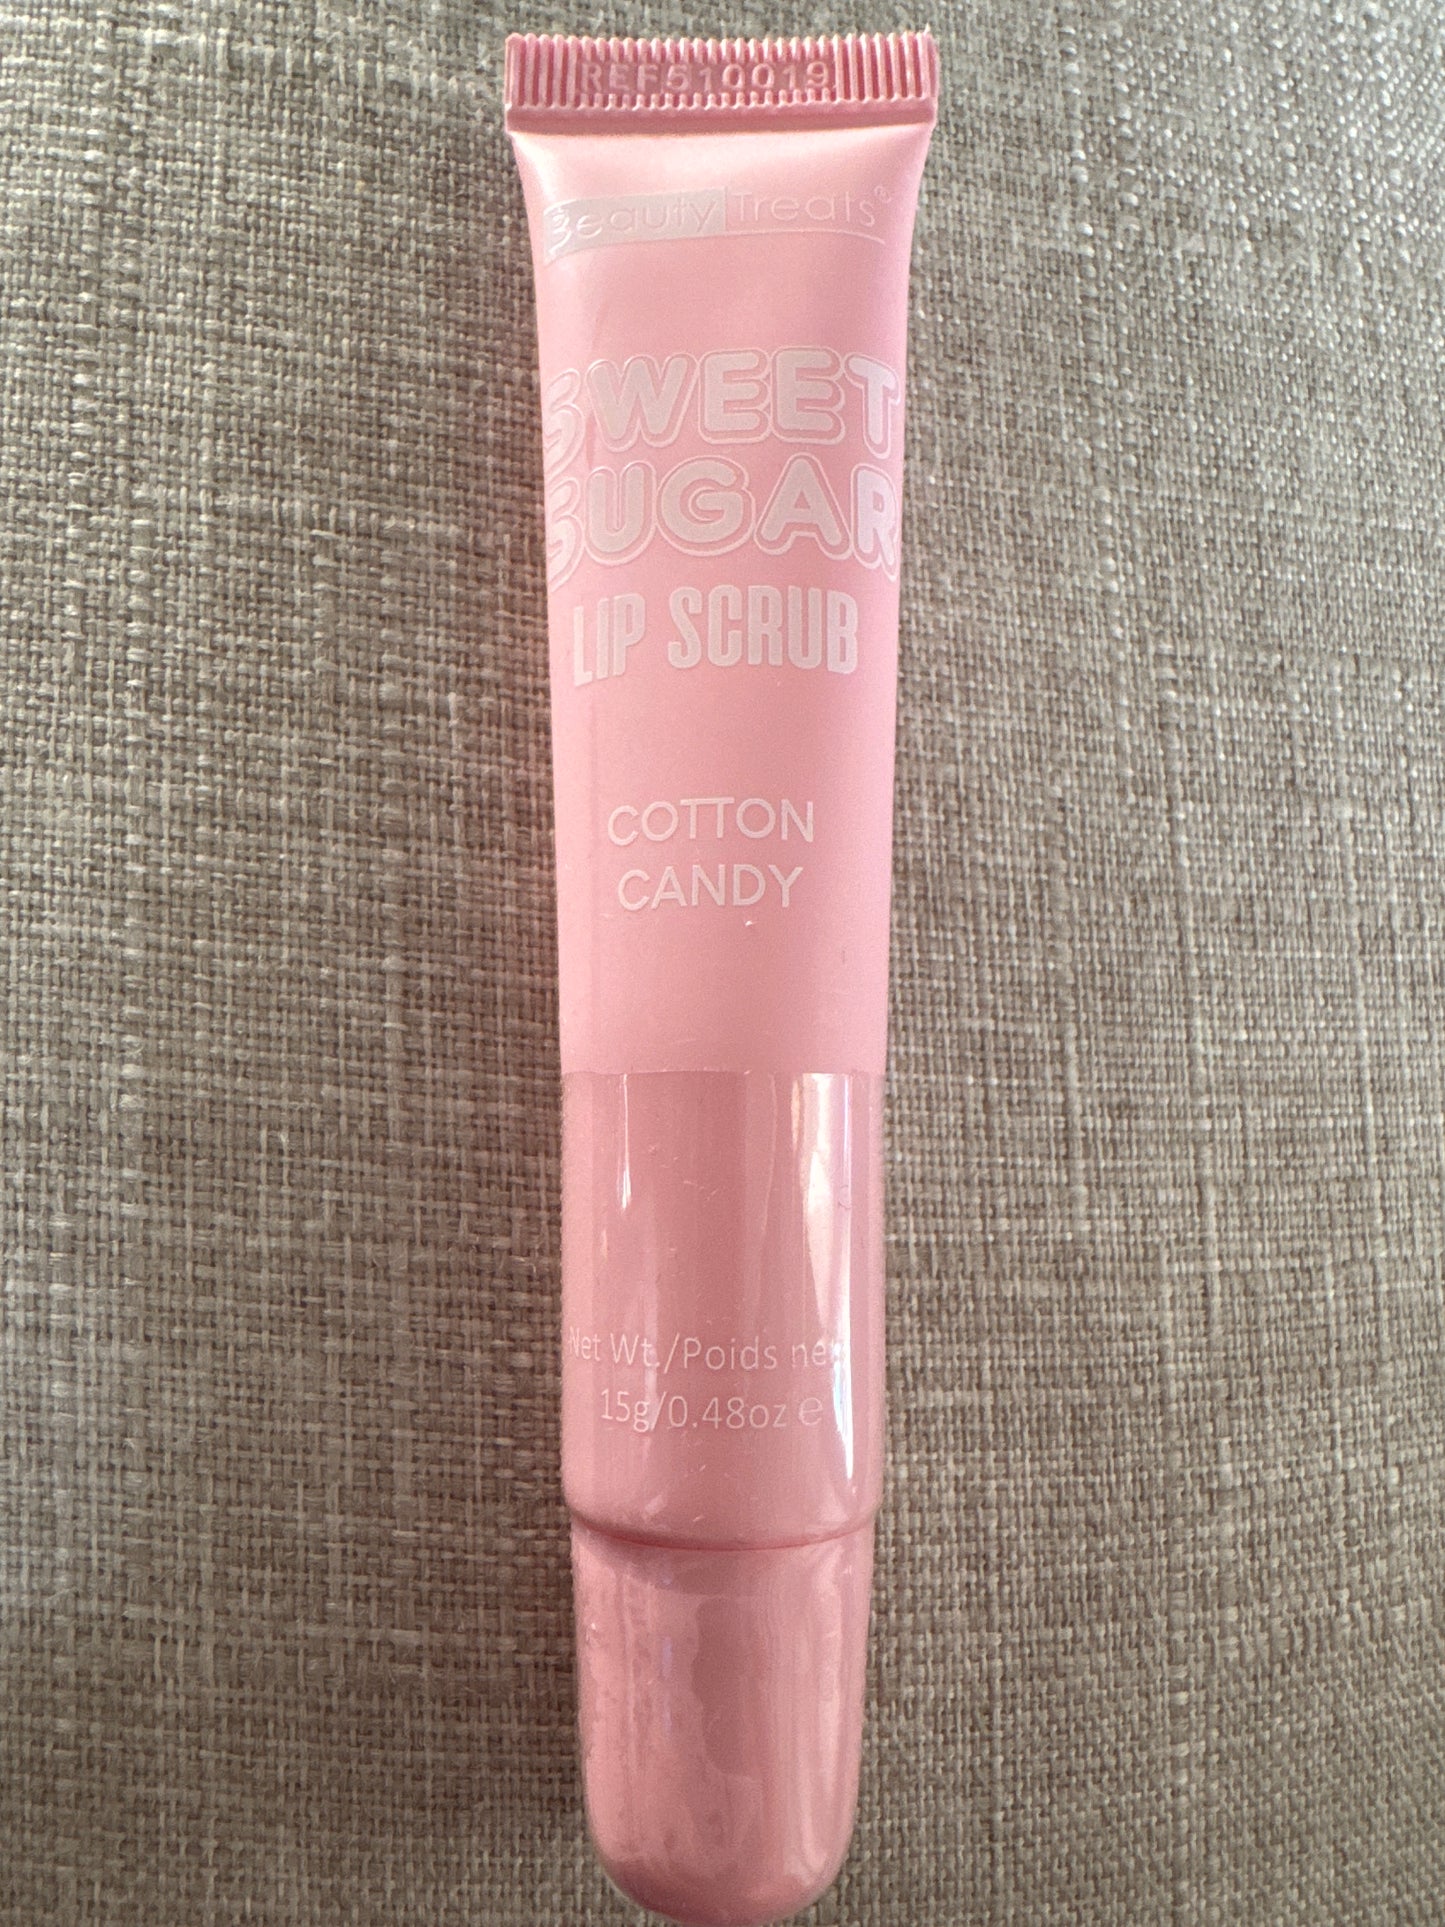 REF510019
Beauty Treats®
SWEET
SUGAR
LIP SCRUB
COTTON
CANDY
Net Wt./Poids net
15g/0.48oz ℮